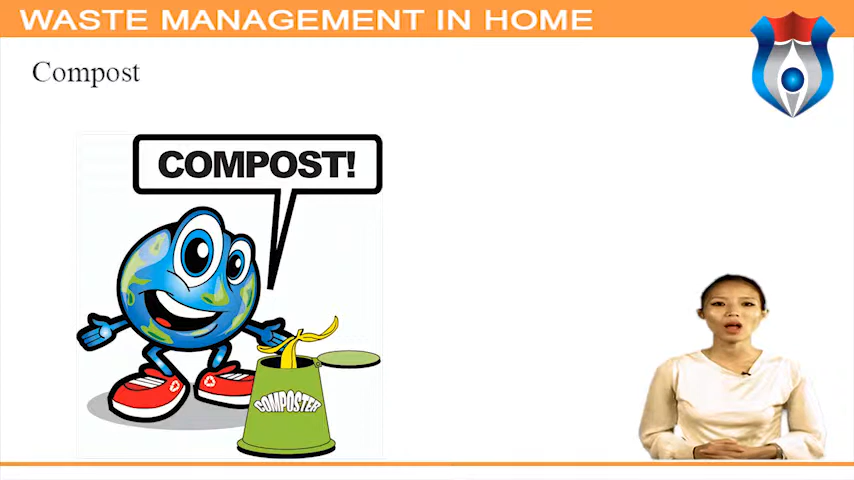 WASTE MANAGEMENT IN HOME
Compost
COMPOST!
COMPOSTER